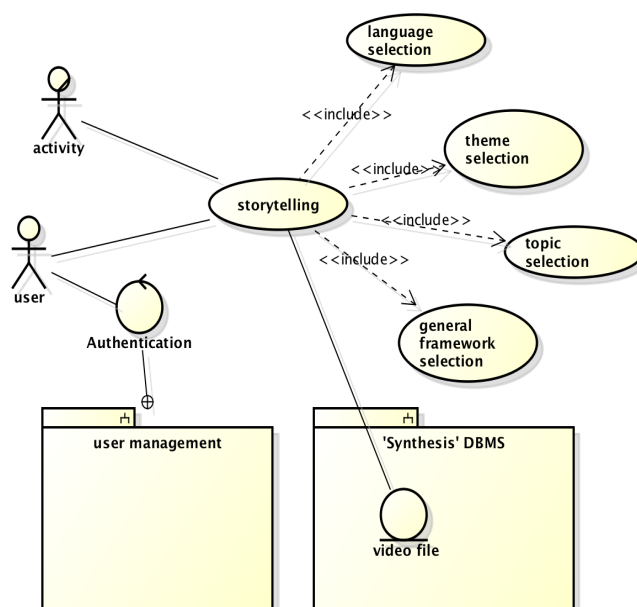 language
selection
<<include>>
activity
theme
selection
<<include>>
storytelling
<<include>>
topic
selection
<<include>>
user
general
framework
selection
Authentication
user management
'Synthesis' DBMS
video file